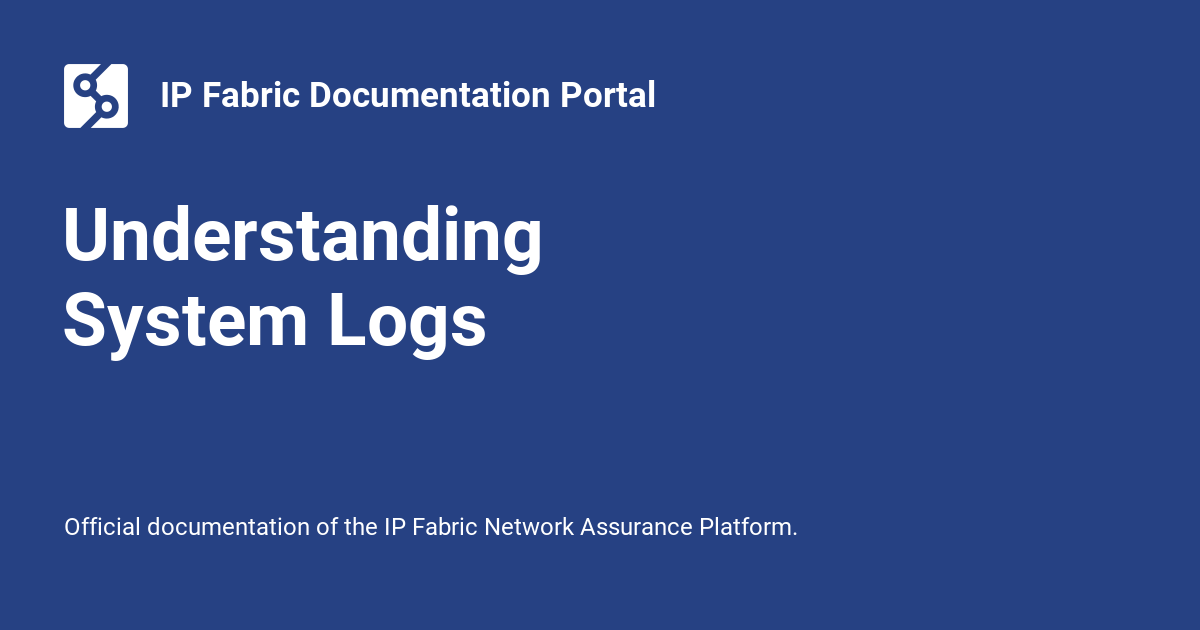 IP Fabric Documentation Portal
Understanding
System Logs
Official documentation of the IP Fabric Network Assurance Platform.